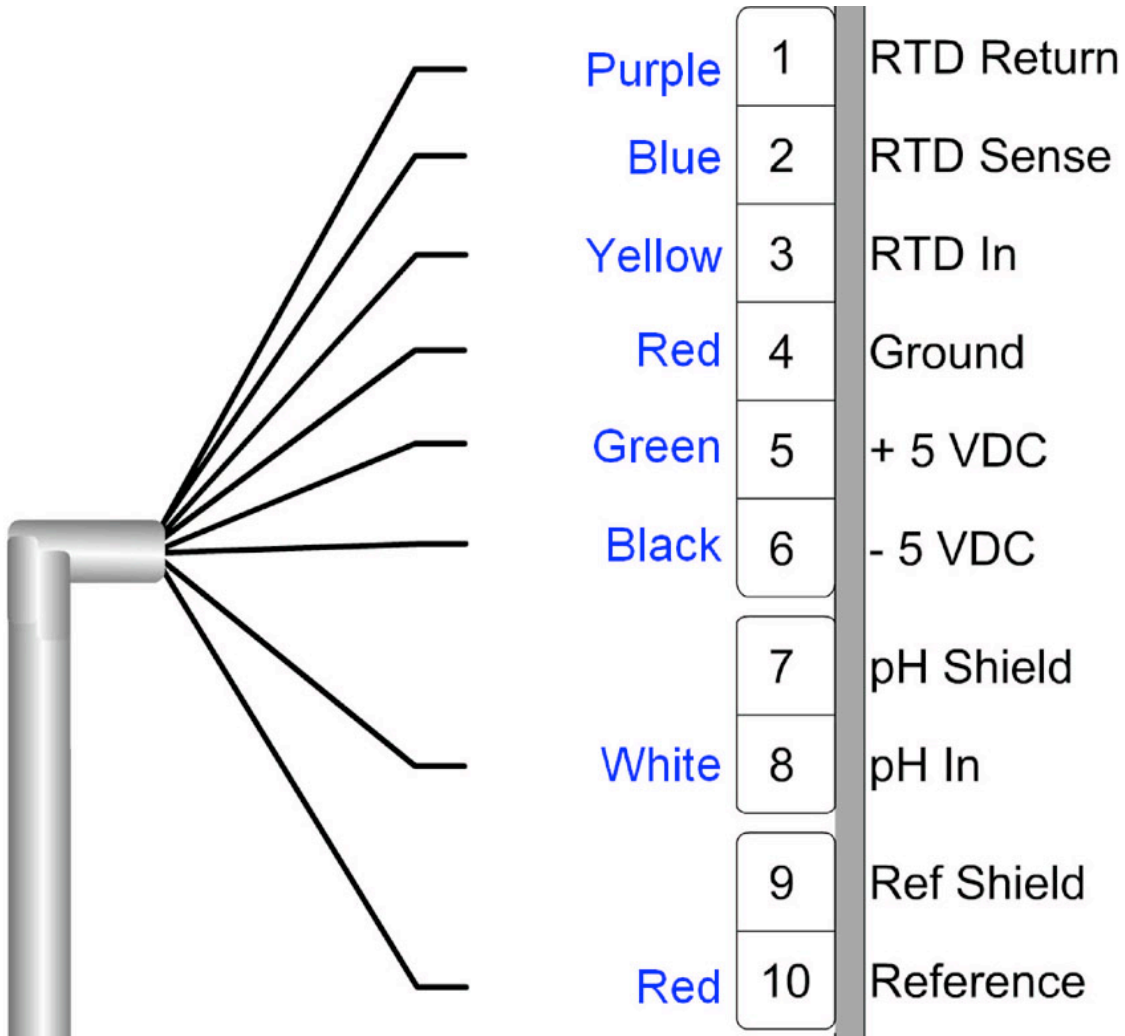 Purple 1 RTD Return
Blue 2 RTD Sense
Yellow 3 RTD In
Red 4 Ground
Green 5 + 5 VDC
Black 6 - 5 VDC
7 pH Shield
White 8 pH In
9 Ref Shield
Red 10 Reference